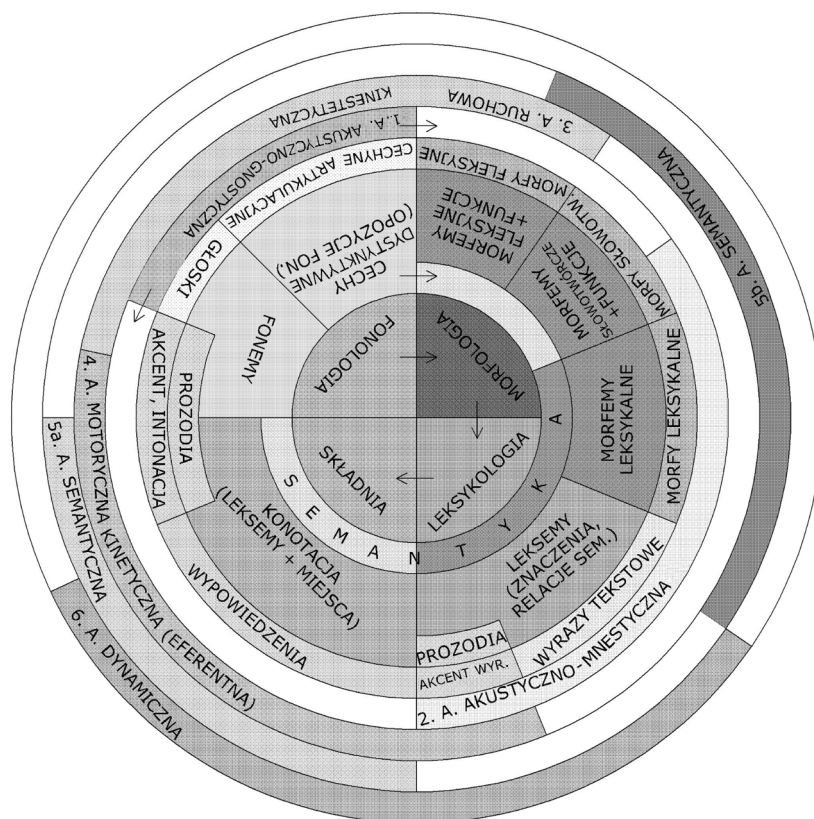 KINESTETYCZNA
3. A. RUCHOWA
1..A. AKUSTYCZNO-GNOSTYCZNA
5b. A. SEMANTYCZNA
CECHYNE ARTYKULACYJNE
GŁOSKI
MORFY FLEKSYJNE
MORFY SŁOWOTW.
MORFY LEKSYKALNE
CECHY
DYSTYNKTYWNE
(OPOZYCJE FON.)
FONEMY
MORFEMY
FLEKSYJNE
+FUNKCJE
MORFEMY
SŁOWOTWÓRCZE
+FUNKCJE
MORFEMY
LEKSYKALNE
FONOLOGIA
MORFOLOGIA
SKŁADNIA
LEKSYKOLOGIA
SEMANTYKA
PROZODIA
AKCENT, INTONACJA
KONOTACJA
(LEKSEMY + MIEJSCA)
WYPOWIEDZENIA
LEKSEMY
(ZNACZENIA,
RELACJE SEM.)
PROZODIA
AKCENT WYR.
WYRAZY TEKSTOWE
2. A. AKUSTYCZNO-MNESTYCZNA
4. A. MOTORYCZNA KINETYCZNA (EFERENTNA)
5a. A. SEMANTYCZNA
6. A. DYNAMICZNA